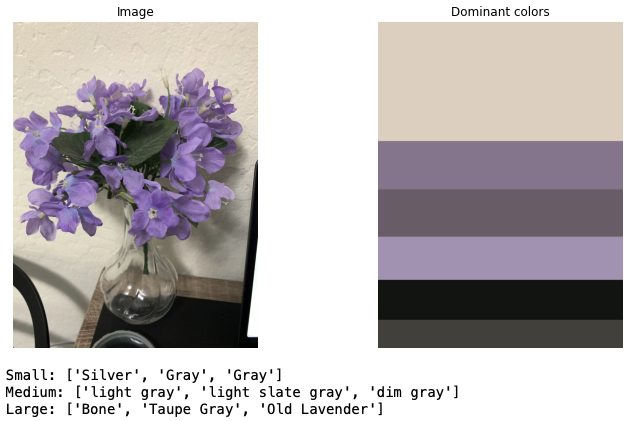 Image
Dominant colors
Small: ['Silver', 'Gray', 'Gray']
Medium: ['light gray', 'light slate gray', 'dim gray']
Large: ['Bone', 'Taupe Gray', 'Old Lavender']